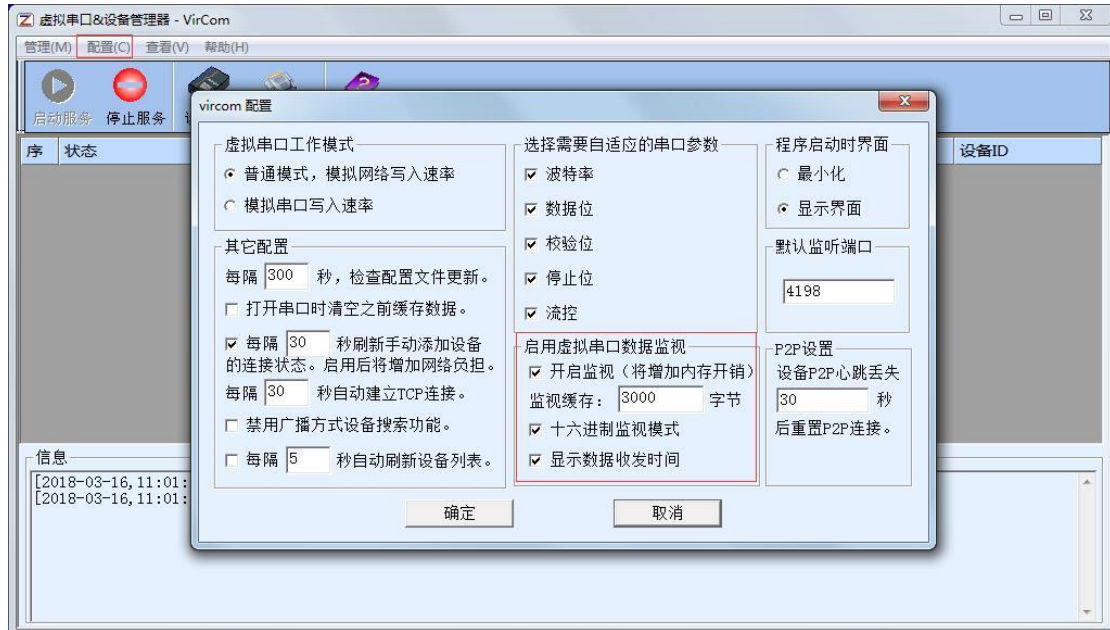 虚拟串口&设备管理器 - VirCom
管理(M) 配置(C) 查看(V) 帮助(H)
启动服务 停止服务
序 状态 设备ID
vircom 配置
虚拟串口工作模式
普通模式，模拟网络写入速率
模拟串口写入速率
其它配置
每隔 300 秒，检查配置文件更新。
打开串口时清空之前缓存数据。
每隔 30 秒刷新手动添加设备
的连接状态。启用后将增加网络负担。
每隔 30 秒自动建立TCP连接。
禁用广播方式设备搜索功能。
每隔 5 秒自动刷新设备列表。
选择需要自适应的串口参数
波特率
数据位
校验位
停止位
流控
启用虚拟串口数据监视
开启监视（将增加内存开销）
监视缓存： 3000 字节
十六进制监视模式
显示数据收发时间
程序启动时界面
最小化
显示界面
默认监听端口
4198
P2P设置
设备P2P心跳丢失
30 秒
后重置P2P连接。
确定 取消
信息
[2018-03-16,11:01:
[2018-03-16,11:01: